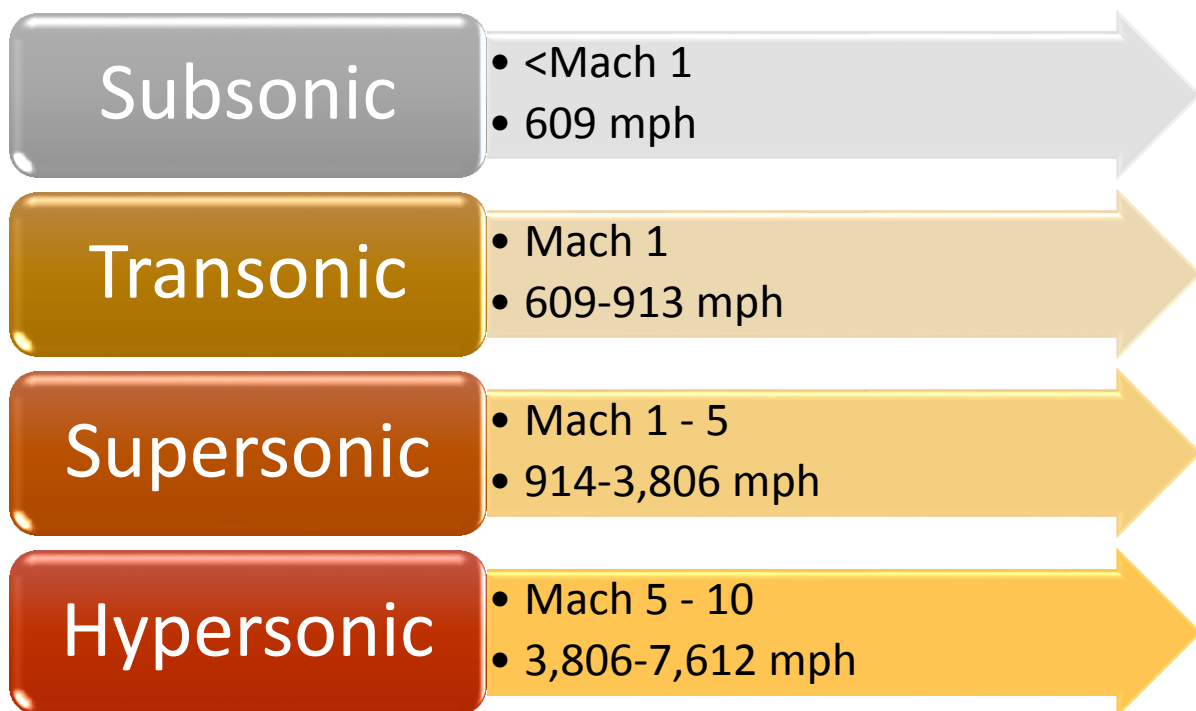 Subsonic
• <Mach 1
• 609 mph
Transonic
• Mach 1
• 609-913 mph
Supersonic
• Mach 1 - 5
• 914-3,806 mph
Hypersonic
• Mach 5 - 10
• 3,806-7,612 mph